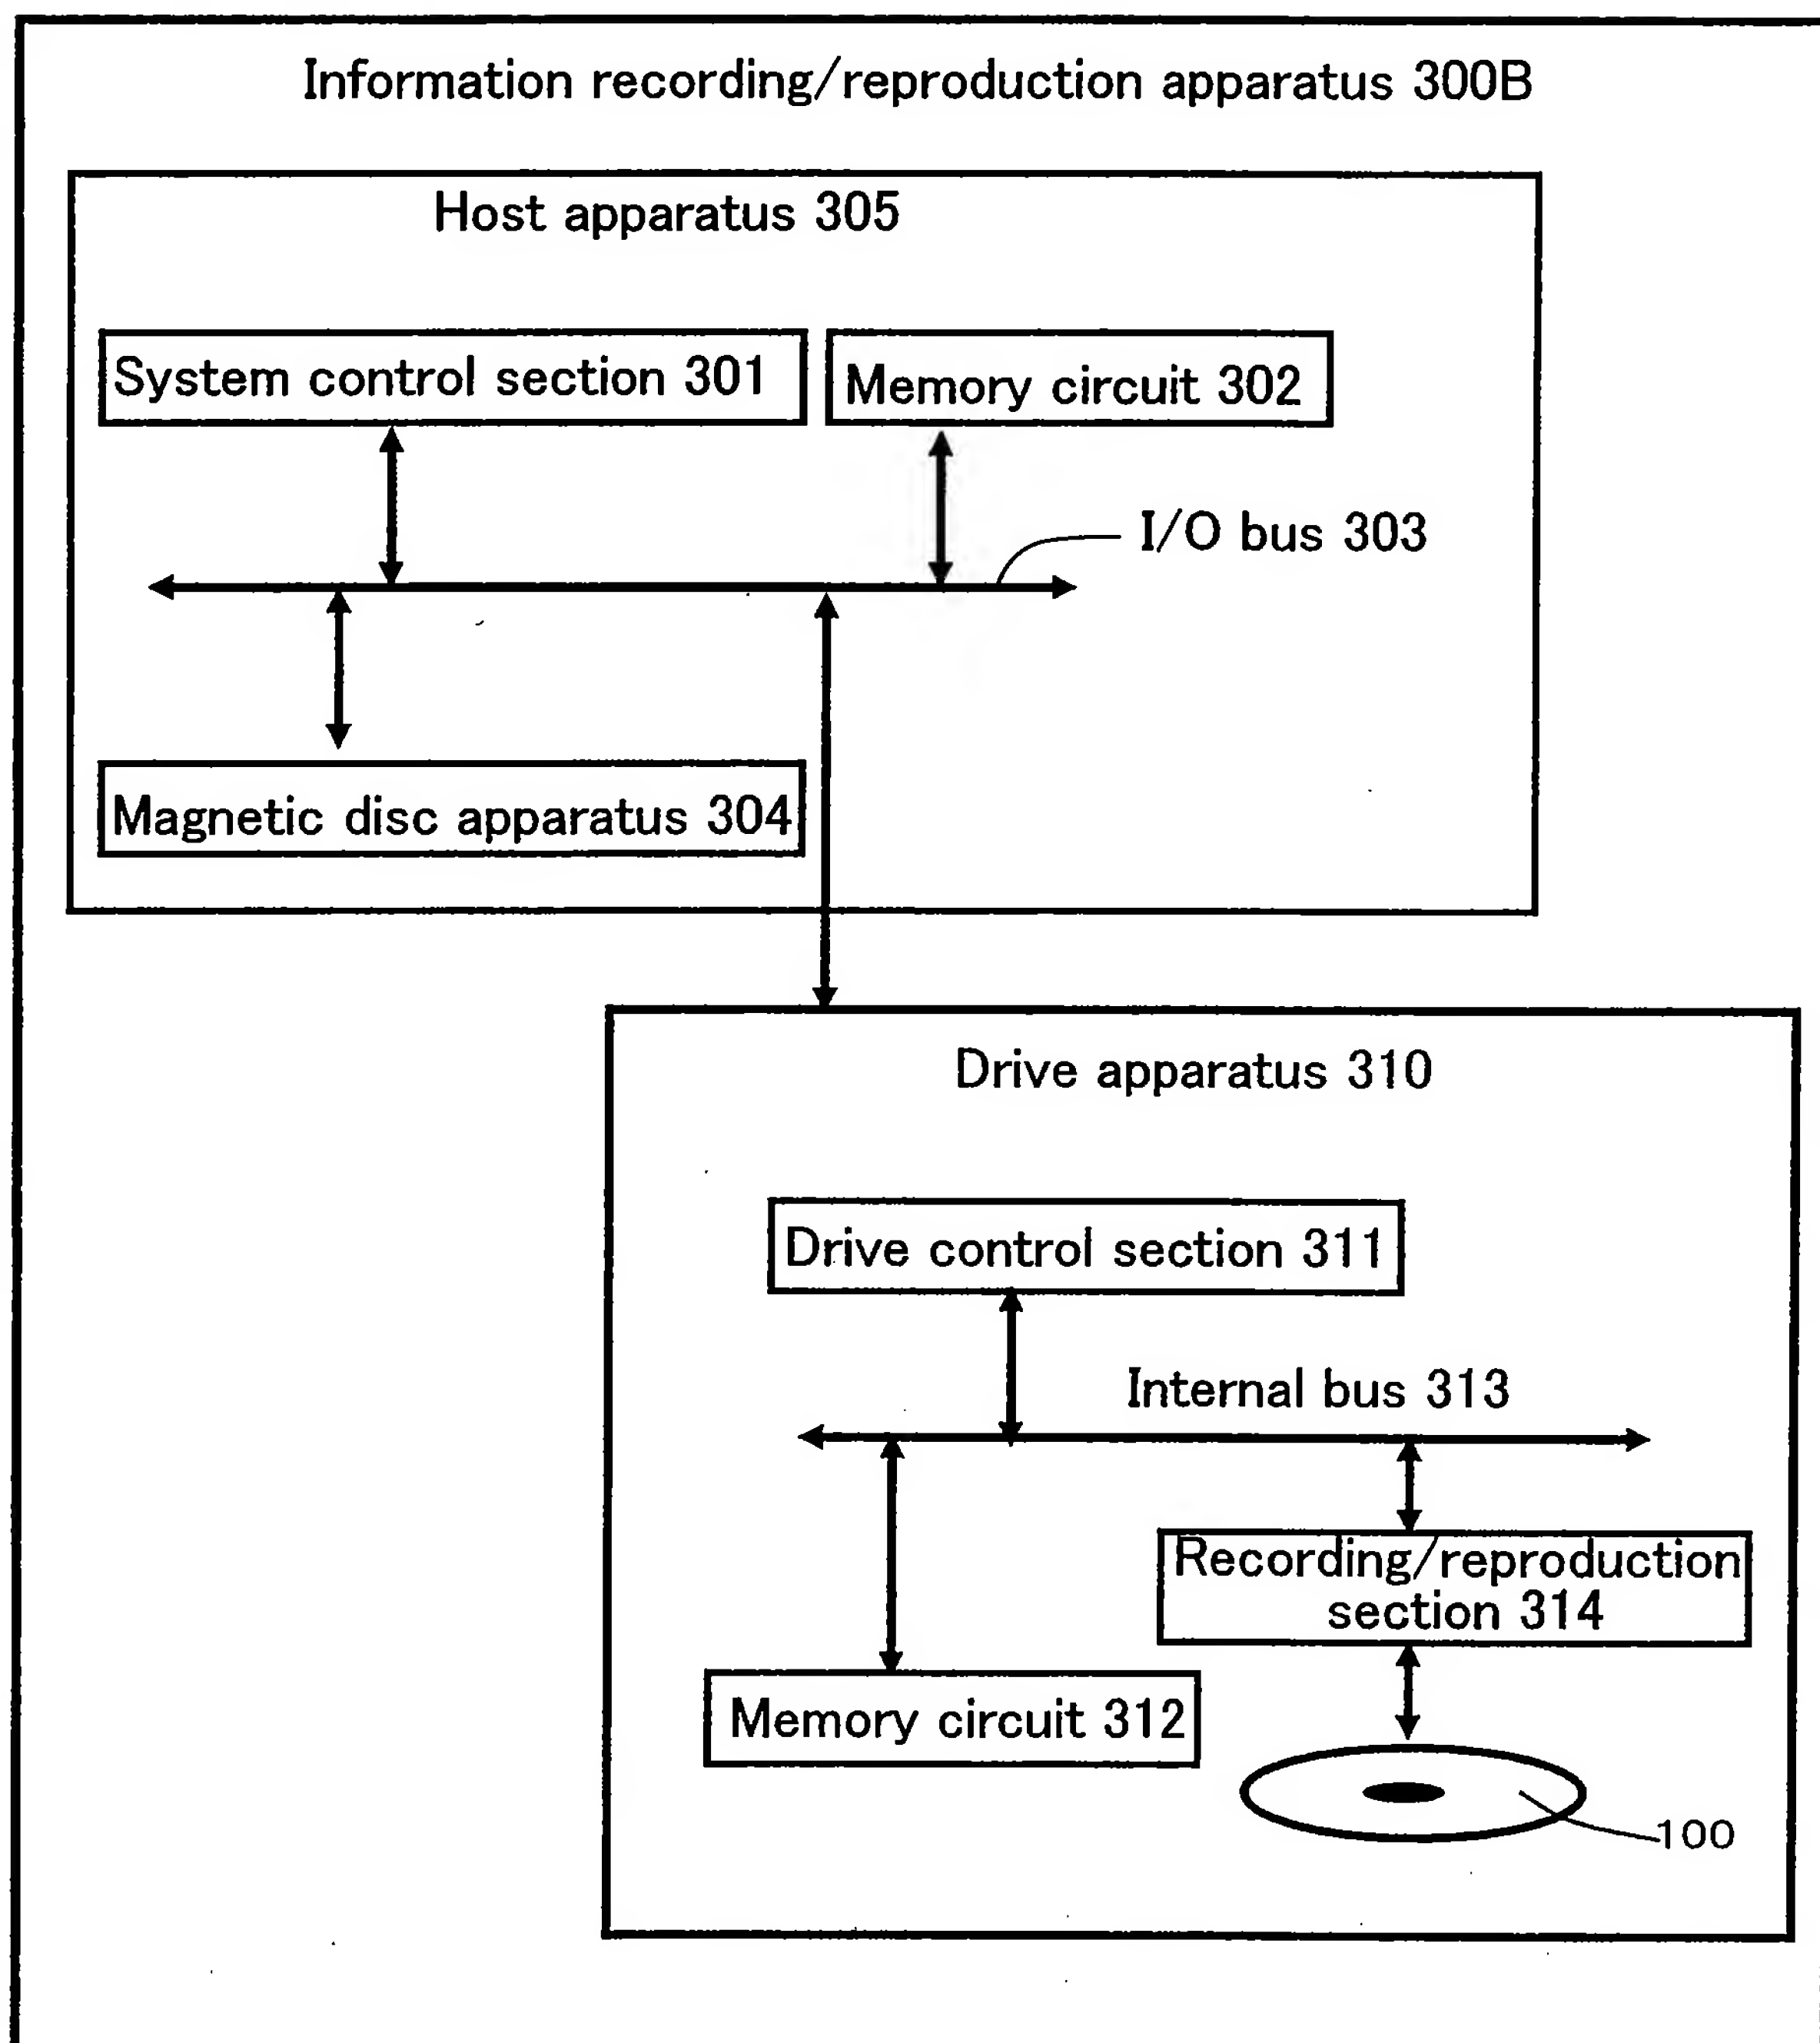 Information recording/reproduction apparatus 300B
Host apparatus 305
System control section 301
Memory circuit 302
I/O bus 303
Magnetic disc apparatus 304
Drive apparatus 310
Drive control section 311
Internal bus 313
Recording/reproduction
section 314
Memory circuit 312
100